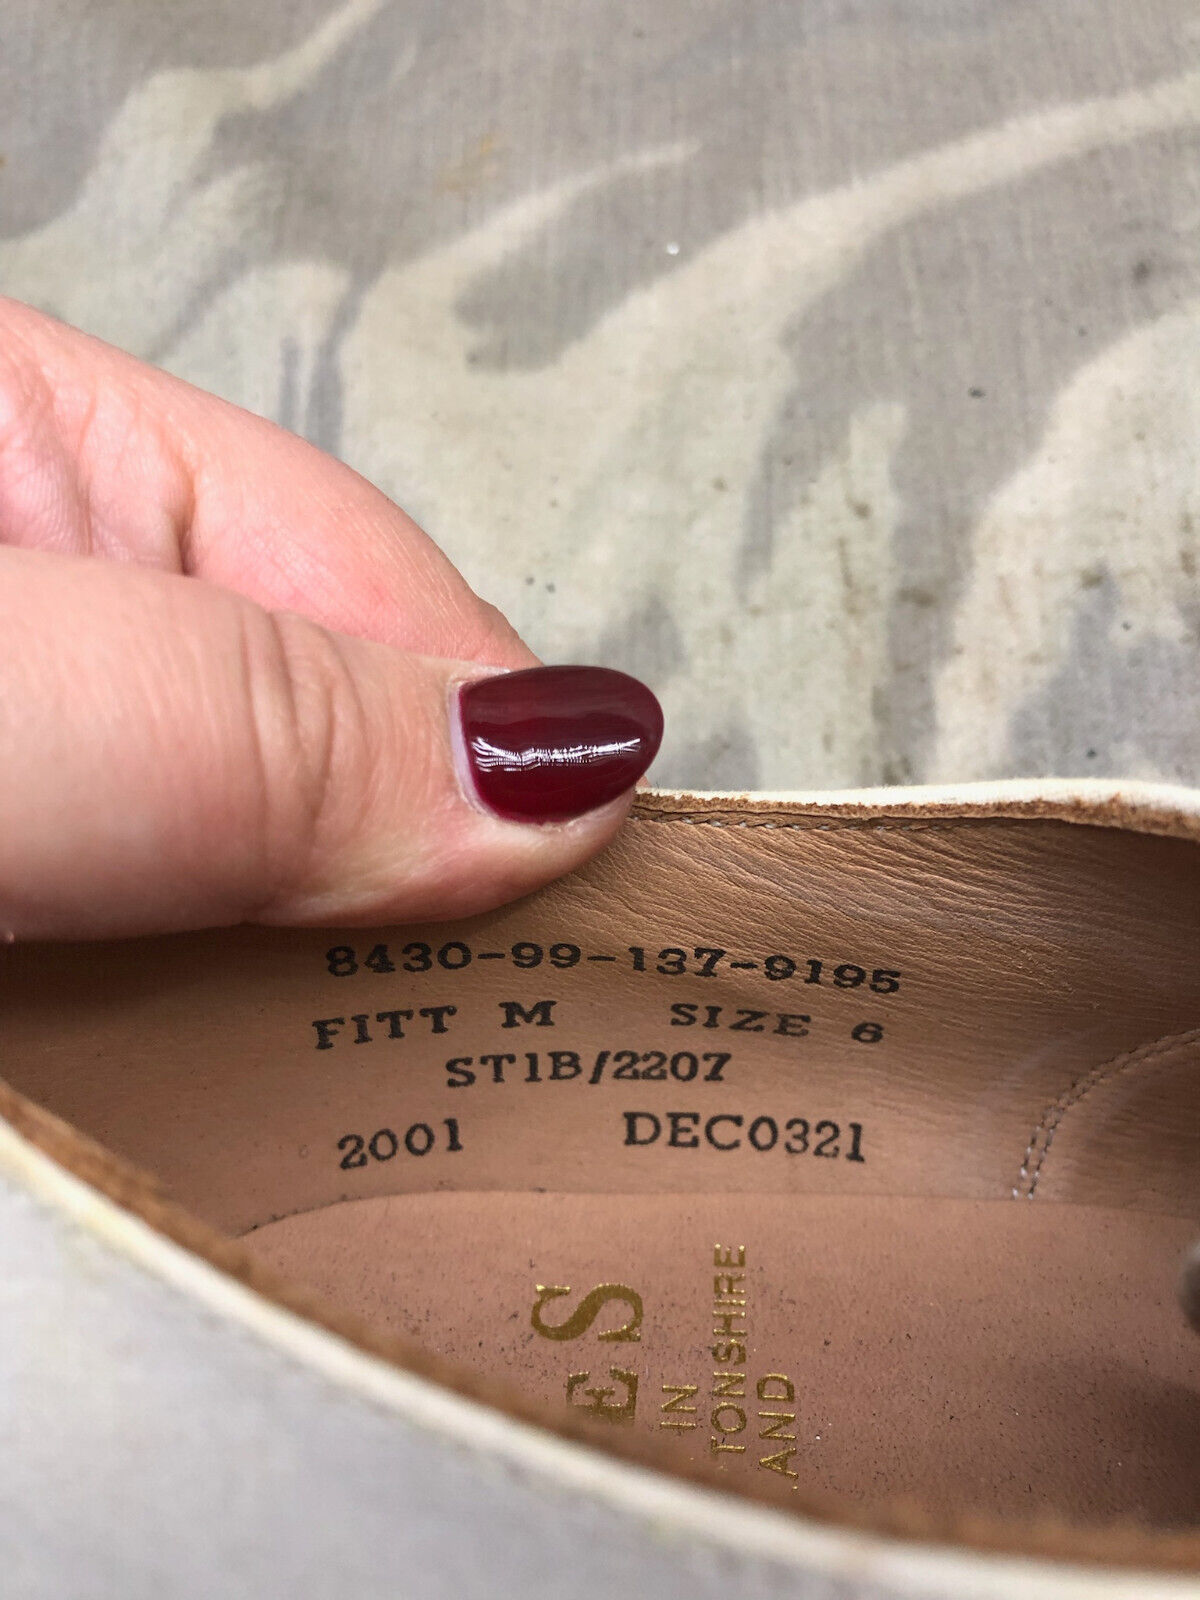 8430-99-137-9195
FITT M SIZE 6
ST1B/2207
2001 DEC0321
ES
IN
TONSHIRE
AND